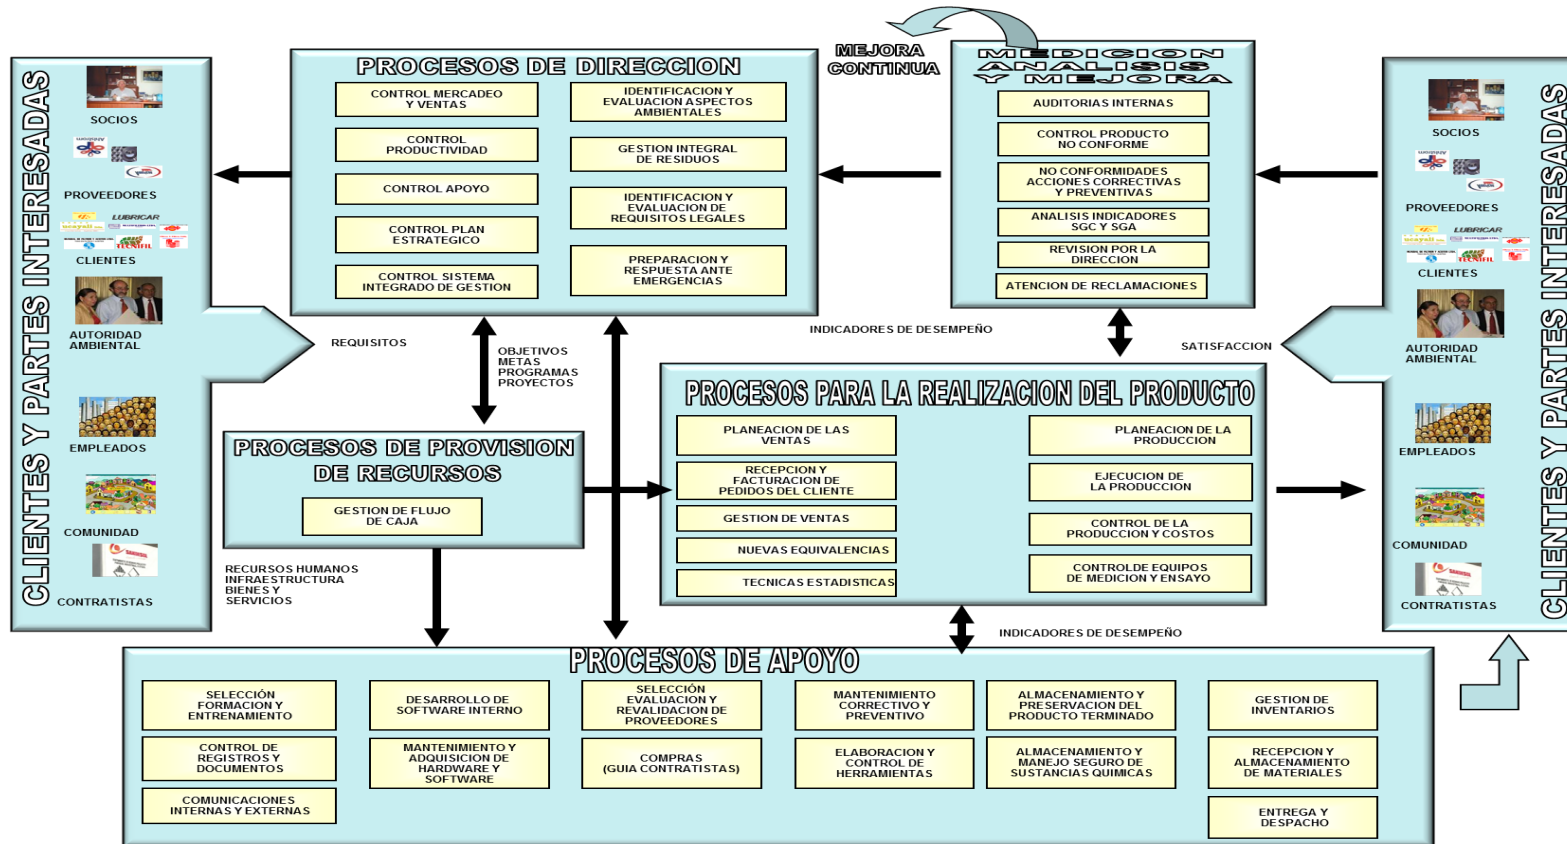 CLIENTES Y PARTES INTERESADAS
SOCIOS
PROVEEDORES
LUBRICAR
ucayali
TECNIFIL
CLIENTES
AUTORIDAD
AMBIENTAL
EMPLEADOS
COMUNIDAD
CONTRATISTAS
REQUISITOS
PROCESOS DE DIRECCION
CONTROL MERCADEO
Y VENTAS
CONTROL
PRODUCTIVIDAD
CONTROL APOYO
CONTROL PLAN
ESTRATEGICO
CONTROL SISTEMA
INTEGRADO DE GESTION
IDENTIFICACION Y
EVALUACION ASPECTOS
AMBIENTALES
GESTION INTEGRAL
DE RESIDUOS
IDENTIFICACION Y
EVALUACION DE
REQUISITOS LEGALES
PREPARACION Y
RESPUESTA ANTE
EMERGENCIAS
MEJORA
CONTINUA
MEDICION
ANALISIS
Y MEJORA
AUDITORIAS INTERNAS
CONTROL PRODUCTO
NO CONFORME
NO CONFORMIDADES
ACCIONES CORRECTIVAS
Y PREVENTIVAS
ANALISIS INDICADORES
SGC Y SGA
REVISION POR LA
DIRECCION
ATENCION DE RECLAMACIONES
INDICADORES DE DESEMPEÑO
SATISFACCION
OBJETIVOS
METAS
PROGRAMAS
PROYECTOS
PROCESOS DE PROVISION
DE RECURSOS
GESTION DE FLUJO
DE CAJA
RECURSOS HUMANOS
INFRAESTRUCTURA
BIENES Y
SERVICIOS
PROCESOS PARA LA REALIZACION DEL PRODUCTO
PLANEACION DE LAS
VENTAS
RECEPCION Y
FACTURACION DE
PEDIDOS DEL CLIENTE
GESTION DE VENTAS
NUEVAS EQUIVALENCIAS
TECNICAS ESTADISTICAS
PLANEACION DE LA
PRODUCCION
EJECUCION DE
LA PRODUCCION
CONTROL DE LA
PRODUCCION Y COSTOS
CONTROLDE EQUIPOS
DE MEDICION Y ENSAYO
INDICADORES DE DESEMPEÑO
PROCESOS DE APOYO
SELECCIÓN
FORMACION Y
ENTRENAMIENTO
CONTROL DE
REGISTROS Y
DOCUMENTOS
COMUNICACIONES
INTERNAS Y EXTERNAS
DESARROLLO DE
SOFTWARE INTERNO
MANTENIMIENTO Y
ADQUISICION DE
HARDWARE Y
SOFTWARE
SELECCIÓN
EVALUACION Y
REVALIDACION DE
PROVEEDORES
COMPRAS
(GUIA CONTRATISTAS)
MANTENIMIENTO
CORRECTIVO Y
PREVENTIVO
ELABORACION Y
CONTROL DE
HERRAMIENTAS
ALMACENAMIENTO Y
PRESERVACION DEL
PRODUCTO TERMINADO
ALMACENAMIENTO Y
MANEJO SEGURO DE
SUSTANCIAS QUIMICAS
GESTION DE
INVENTARIOS
RECEPCION Y
ALMACENAMIENTO
DE MATERIALES
ENTREGA Y
DESPACHO
CLIENTES Y PARTES INTERESADAS
SOCIOS
PROVEEDORES
LUBRICAR
ucayali
TECNIFIL
CLIENTES
AUTORIDAD
AMBIENTAL
EMPLEADOS
COMUNIDAD
CONTRATISTAS